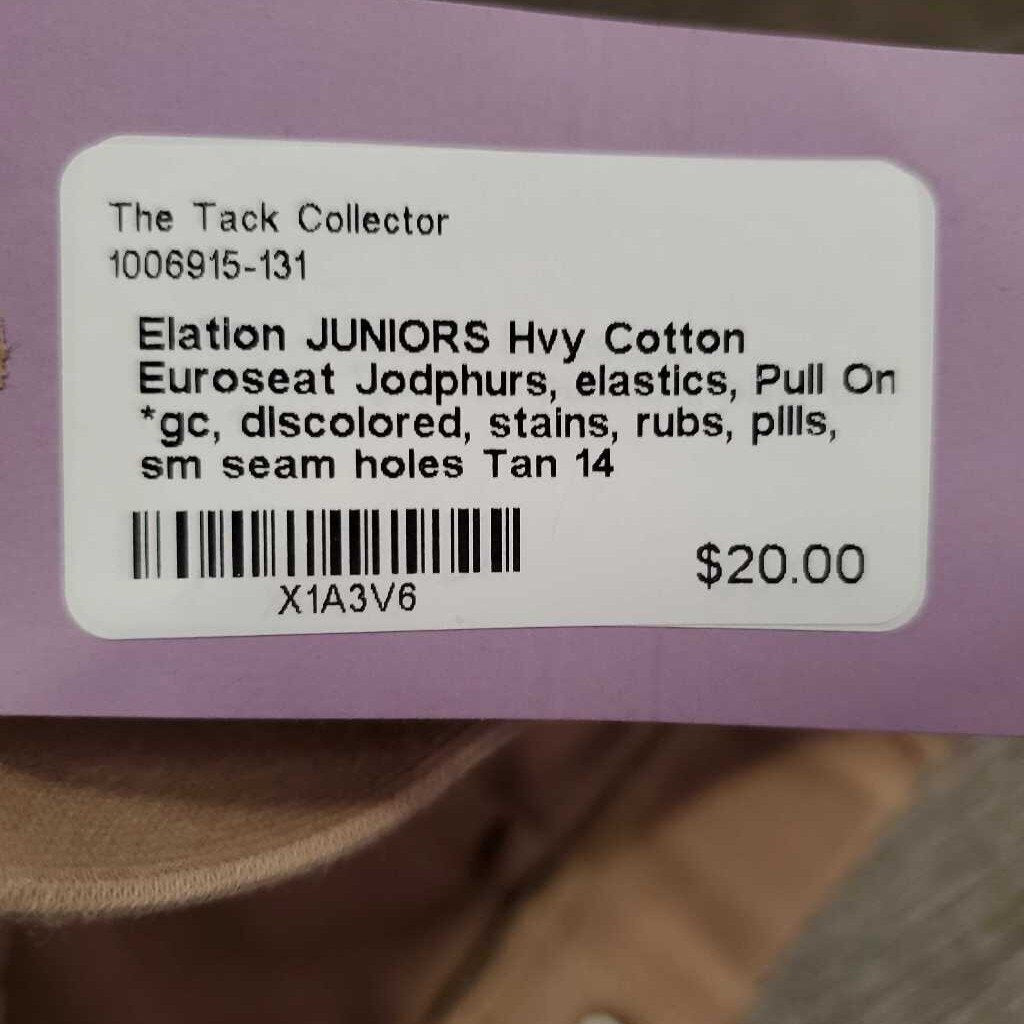 The Tack Collector
1006915-131
Elation JUNIORS Hvy Cotton
Euroseat Jodphurs, elastics, Pull On
*gc, discolored, stains, rubs, pills,
sm seam holes Tan 14
X1A3V6
$20.00